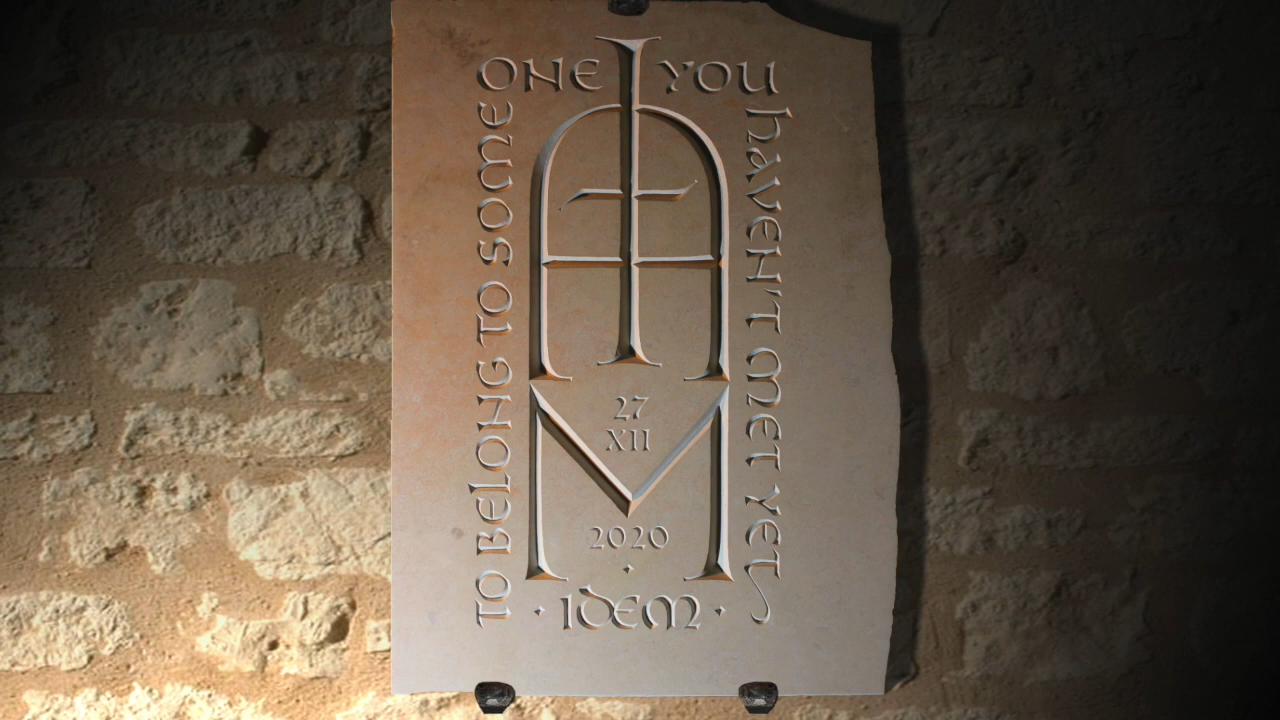 TO BELONG TO SOME
ONE YOU
haVEN'T MET YET
27
XII
2020
· IDEM ·